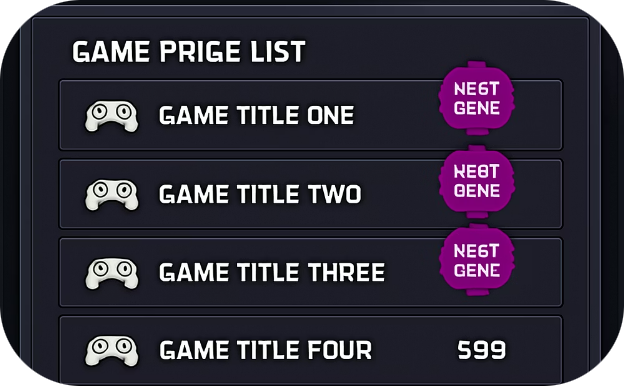 GAME PRIGE LIST
GAME TITLE ONE
NE6T
GENE
GAME TITLE TWO
NE8T
GENE
GAME TITLE THREE
NE6T
GENE
GAME TITLE FOUR 599